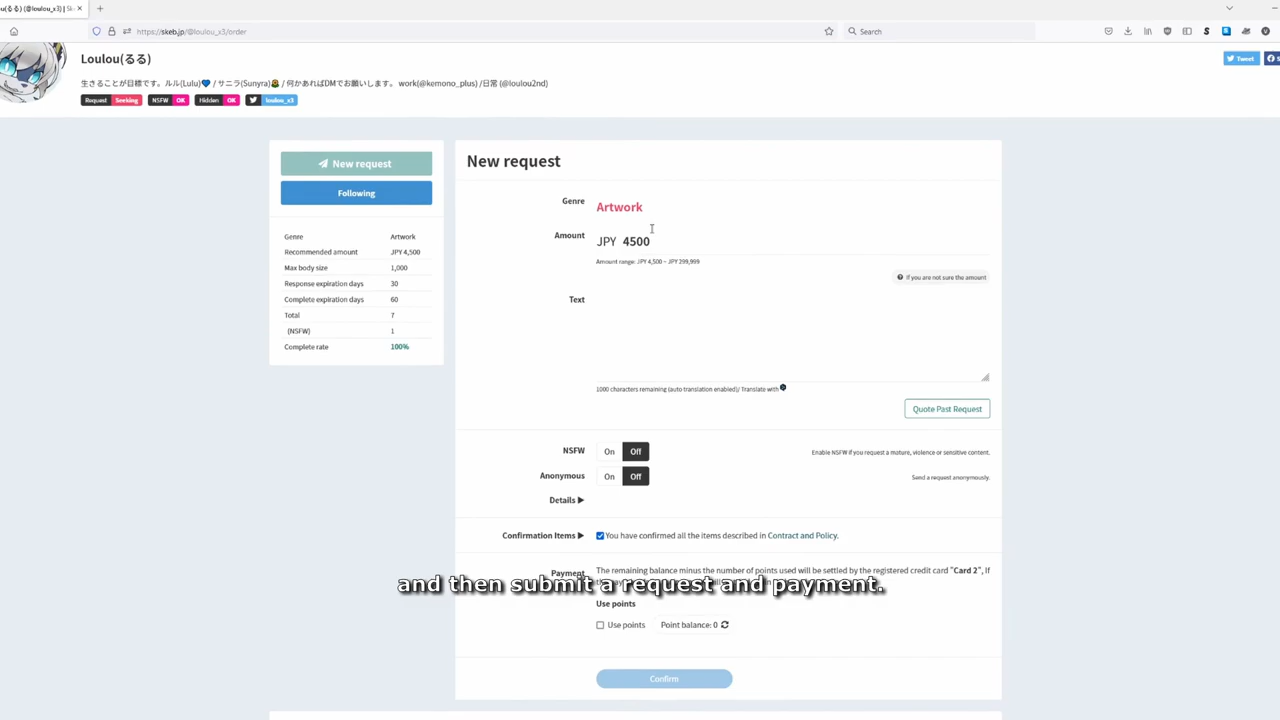 u(るる) (@loulou_x3) | Ske
https://skeb.jp/@loulou_x3/order
Search
Loulou(るる)
生きることが目標です。ルル(Lulu)💙 / サニラ(Sunyra)🌻 / 何かあればDMでお願いします。 work(@kemono_plus) /日常 (@loulou2nd)
Request Seeking NSFW OK Hidden OK loulou_x3
Tweet
New request
Following
Genre Artwork
Recommended amount JPY 4,500
Max body size 1,000
Response expiration days 30
Complete expiration days 60
Total 7
(NSFW) 1
Complete rate 100%
New request
Genre Artwork
Amount JPY 4500
Amount range: JPY 4,500 ~ JPY 299,999
If you are not sure the amount
Text
1000 characters remaining (auto translation enabled)/ Translate with
Quote Past Request
NSFW On Off Enable NSFW if you request a mature, violence or sensitive content.
Anonymous On Off Send a request anonymously.
Details ▶
Confirmation Items ▶ You have confirmed all the items described in Contract and Policy.
Payment The remaining balance minus the number of points used will be settled by the registered credit card "Card 2", If
and then submit a request and payment.
Use points
Use points Point balance: 0
Confirm